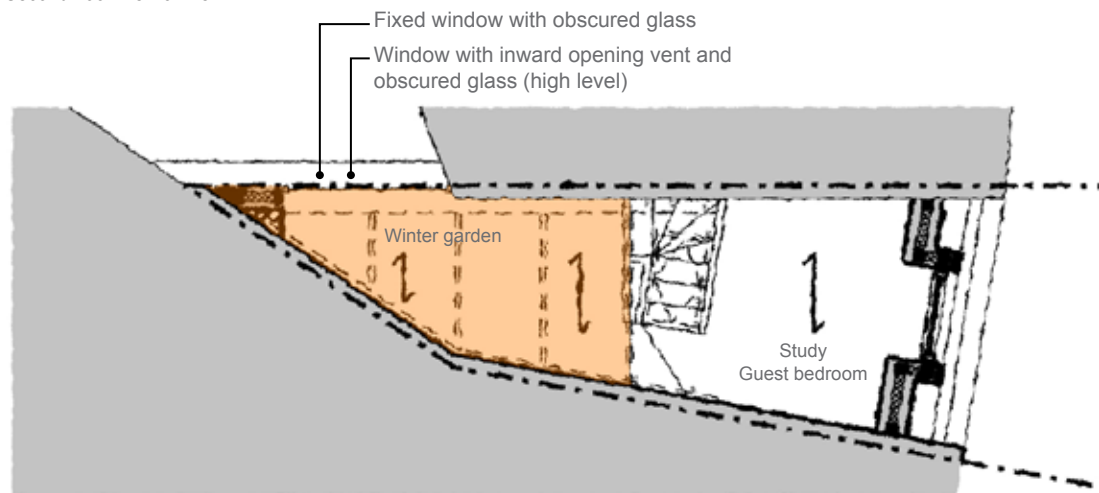 Fixed window with obscured glass
Window with inward opening vent and
obscured glass (high level)
Winter garden
Study
Guest bedroom